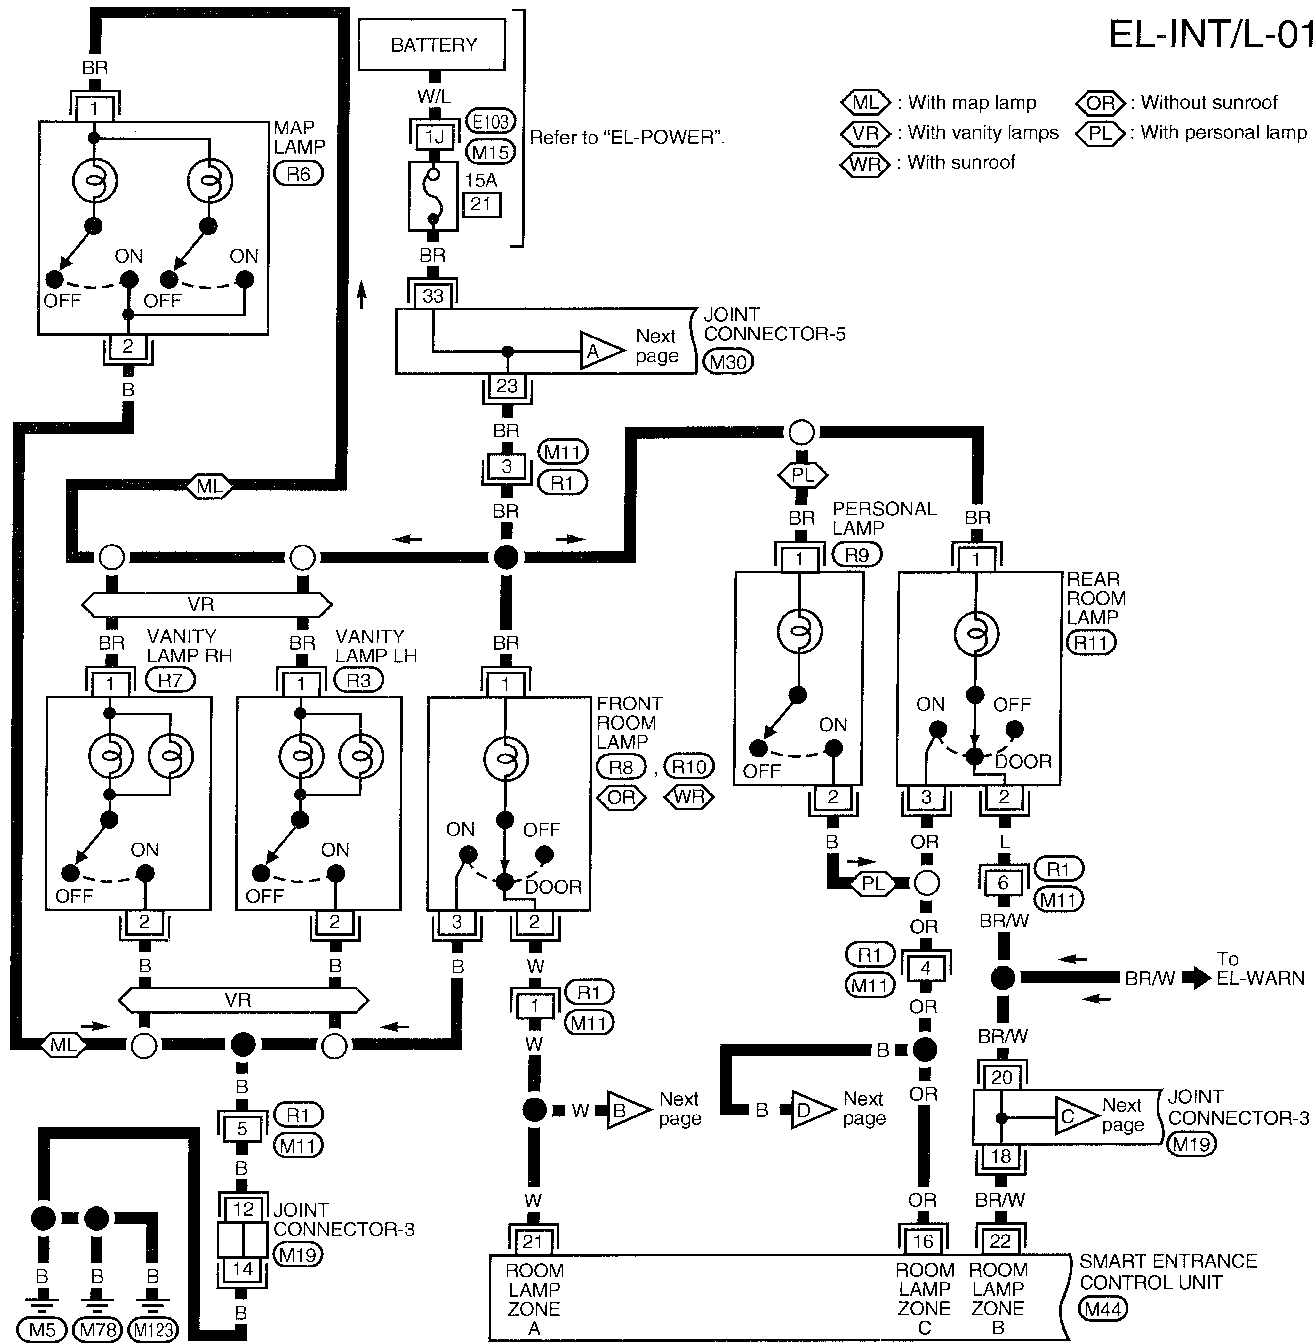 EL-INT/L-01
BATTERY
W/L
1J
E103
M15
15A
21
Refer to "EL-POWER".
ML : With map lamp
VR : With vanity lamps
WR : With sunroof
OR : Without sunroof
PL : With personal lamp
BR
1
MAP
LAMP
R6
ON
ON
OFF
OFF
2
B
BR
33
JOINT
CONNECTOR-5
M30
A
Next
page
23
BR
M11
3
R1
BR
ML
PL
BR
PERSONAL
LAMP
R9
1
BR
1
REAR
ROOM
LAMP
R11
VR
BR
VANITY
LAMP RH
R7
1
BR
VANITY
LAMP LH
R3
1
BR
1
FRONT
ROOM
LAMP
R8 , R10
OR
WR
ON
OFF
ON
OFF
DOOR
2
3
2
ON
OFF
ON
OFF
ON
OFF
DOOR
2
2
3
2
B
OR
L
PL
R1
6
M11
OR
BR/W
B
B
B
W
VR
R1
1
M11
R1
4
M11
To
EL-WARN
BR/W
ML
W
OR
BR/W
B
B
20
R1
5
M11
W
B
Next
page
B
D
Next
page
OR
C
Next
page
JOINT
CONNECTOR-3
M19
18
B
W
OR
BR/W
12
JOINT
CONNECTOR-3
M19
14
B
B
B
B
M5
M78
M123
21
16
22
ROOM
LAMP
ZONE
A
ROOM
LAMP
ZONE
C
ROOM
LAMP
ZONE
B
SMART ENTRANCE
CONTROL UNIT
M44